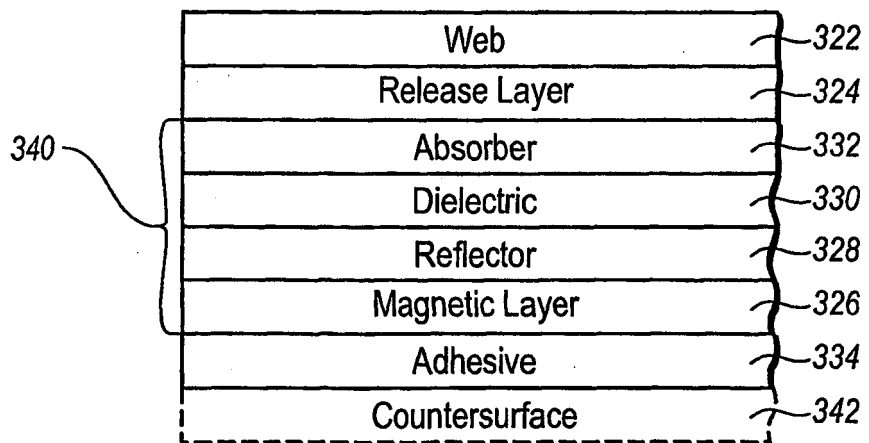 Web 322
Release Layer 324
340
Absorber 332
Dielectric 330
Reflector 328
Magnetic Layer 326
Adhesive 334
Countersurface 342